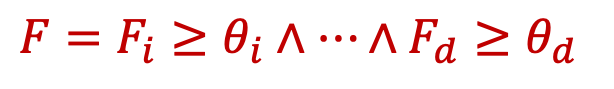 F = F_i ≥ θ_i ∧ ⋯ ∧ F_d ≥ θ_d